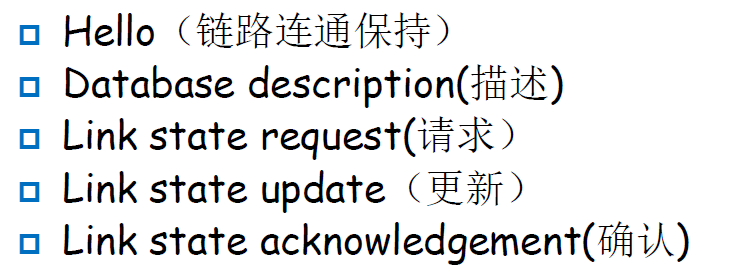 Hello（链路连通保持）
Database description(描述)
Link state request(请求）
Link state update（更新）
Link state acknowledgement(确认)